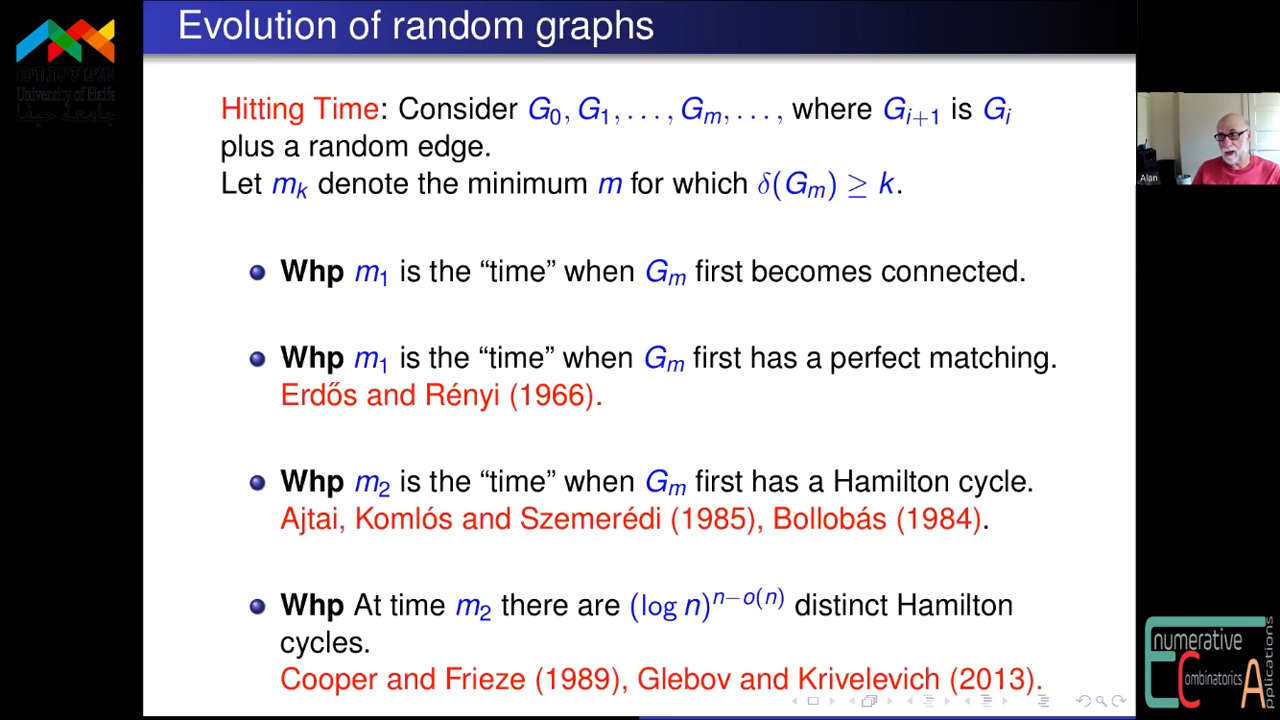 Evolution of random graphs
University of Haifa
Hitting Time: Consider G₀, G₁, . . . , Gₘ, . . . , where Gᵢ₊₁ is Gᵢ
plus a random edge.
Let mₖ denote the minimum m for which δ(Gₘ) ≥ k.
Whp m₁ is the “time” when Gₘ first becomes connected.
Whp m₁ is the “time” when Gₘ first has a perfect matching.
Erdős and Rényi (1966).
Whp m₂ is the “time” when Gₘ first has a Hamilton cycle.
Ajtai, Komlós and Szemerédi (1985), Bollobás (1984).
Whp At time m₂ there are (log n)ⁿ⁻ᵒ⁽ⁿ⁾ distinct Hamilton
cycles.
Cooper and Frieze (1989), Glebov and Krivelevich (2013).
Alan
Enumerative
Combinatorics
Applications